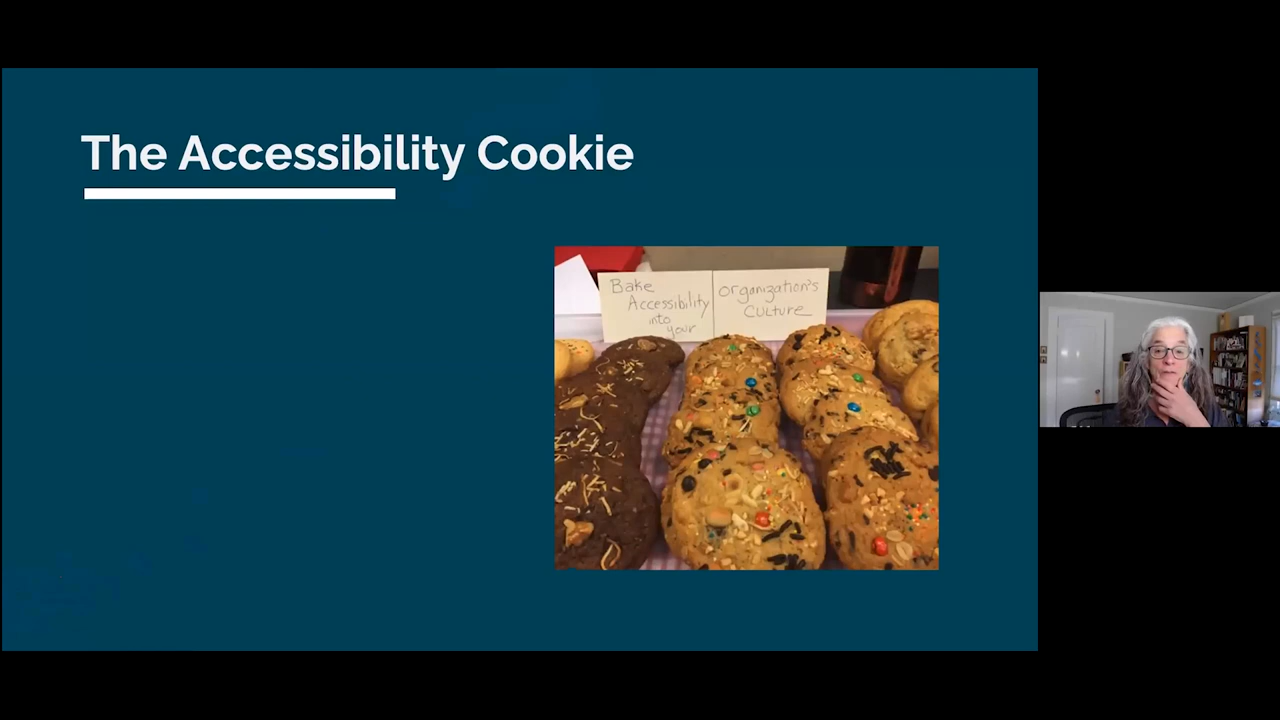 The Accessibility Cookie
Bake
Accessibility
into
your
organization's
Culture